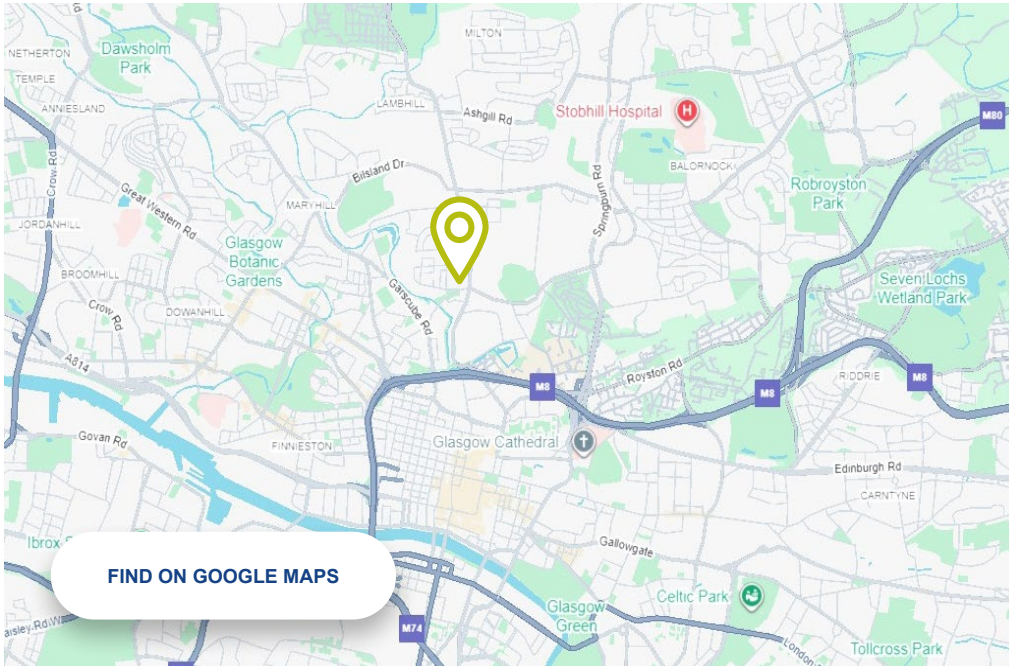 MILTON
NETHERTON
Dawsholm
Park
TEMPLE
ANNIESLAND
LAMBHILL
Ashgill Rd
Stobhill Hospital
H
M80
Crow Rd
Bilsland Dr
BALORNOCK
Great Western Rd
MARYHILL
Springburn Rd
Robroyston
Park
JORDANHILL
Glasgow
Botanic
Gardens
BROOMHILL
Garscube Rd
Seven Lochs
Wetland Park
Crow Rd
DOWANHILL
A814
Royston Rd
RIDDRIE
M8
M8
M8
Govan Rd
FINNIESTON
Glasgow Cathedral
Edinburgh Rd
CARNTYNE
Ibrox
Gallowgate
FIND ON GOOGLE MAPS
Celtic Park
Glasgow
Green
M74
London
Tollcross Park